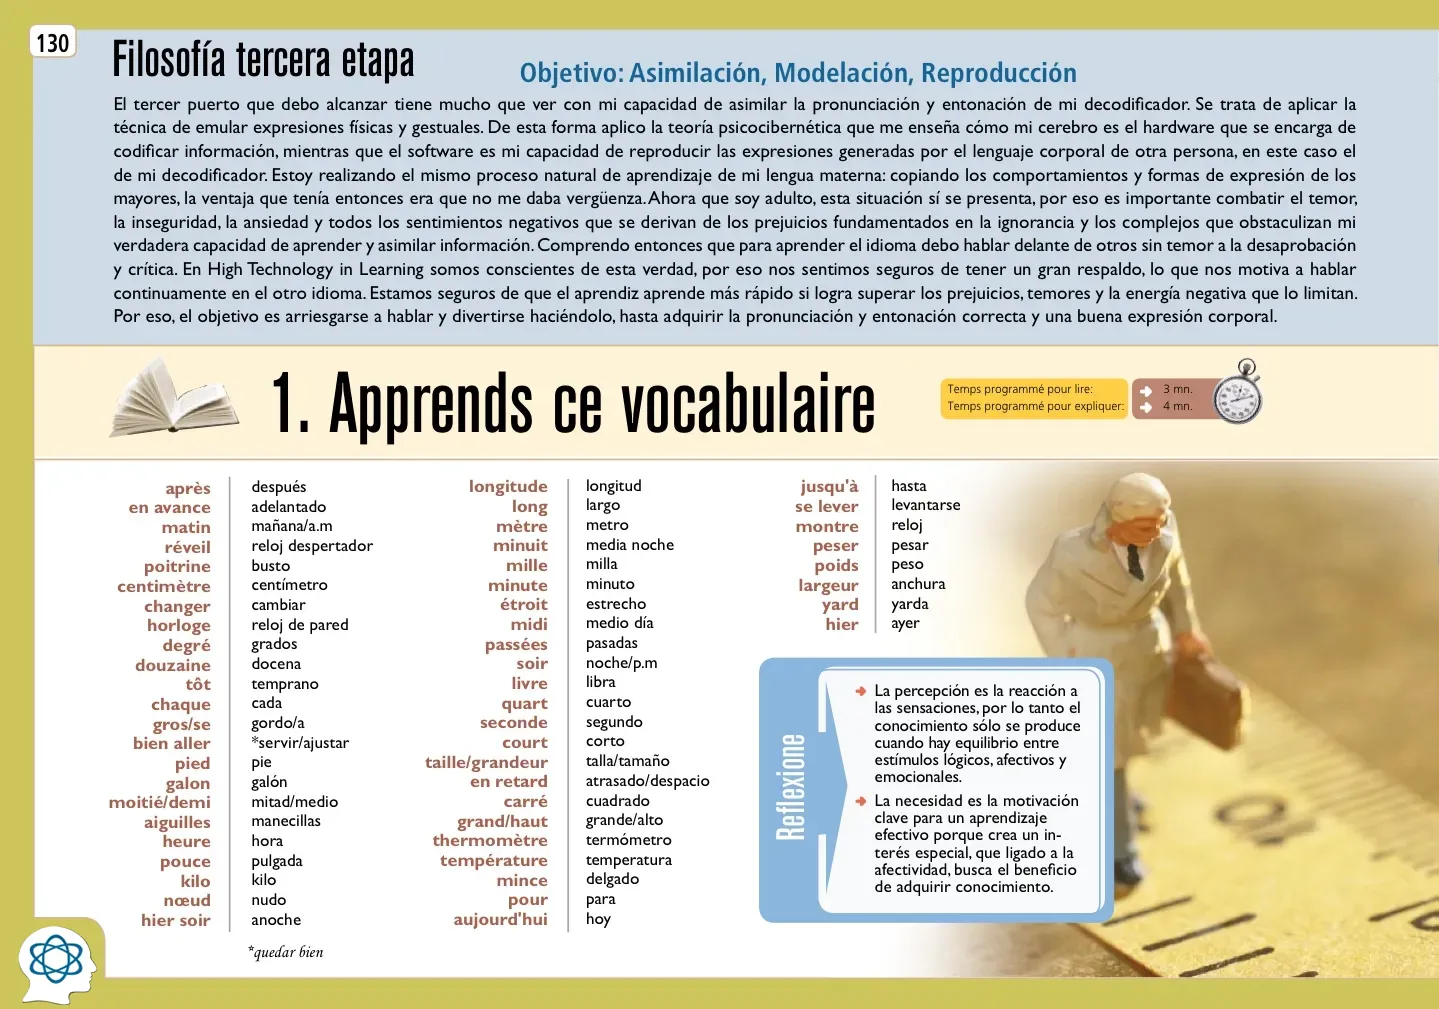 130
Filosofía tercera etapa
Objetivo: Asimilación, Modelación, Reproducción
El tercer puerto que debo alcanzar tiene mucho que ver con mi capacidad de asimilar la pronunciación y entonación de mi decodificador. Se trata de aplicar la
técnica de emular expresiones físicas y gestuales. De esta forma aplico la teoría psicocibernética que me enseña cómo mi cerebro es el hardware que se encarga de
codificar información, mientras que el software es mi capacidad de reproducir las expresiones generadas por el lenguaje corporal de otra persona, en este caso el
de mi decodificador. Estoy realizando el mismo proceso natural de aprendizaje de mi lengua materna: copiando los comportamientos y formas de expresión de los
mayores, la ventaja que tenía entonces era que no me daba vergüenza. Ahora que soy adulto, esta situación sí se presenta, por eso es importante combatir el temor,
la inseguridad, la ansiedad y todos los sentimientos negativos que se derivan de los prejuicios fundamentados en la ignorancia y los complejos que obstaculizan mi
verdadera capacidad de aprender y asimilar información. Comprendo entonces que para aprender el idioma debo hablar delante de otros sin temor a la desaprobación
y crítica. En High Technology in Learning somos conscientes de esta verdad, por eso nos sentimos seguros de tener un gran respaldo, lo que nos motiva a hablar
continuamente en el otro idioma. Estamos seguros de que el aprendiz aprende más rápido si logra superar los prejuicios, temores y la energía negativa que lo limitan.
Por eso, el objetivo es arriesgarse a hablar y divertirse haciéndolo, hasta adquirir la pronunciación y entonación correcta y una buena expresión corporal.
1. Apprends ce vocabulaire
Temps programmé pour lire: 3 mn.
Temps programmé pour expliquer: 4 mn.
après después
en avance adelantado
matin mañana/a.m
réveil reloj despertador
poitrine busto
centimètre centímetro
changer cambiar
horloge reloj de pared
degré grados
douzaine docena
tôt temprano
chaque cada
gros/se gordo/a
bien aller *servir/ajustar
pied pie
galon galón
moitié/demi mitad/medio
aiguilles manecillas
heure hora
pouce pulgada
kilo kilo
nœud nudo
hier soir anoche
*quedar bien
longitude longitud
long largo
mètre metro
minuit media noche
mille milla
minute minuto
étroit estrecho
midi medio día
passées pasadas
soir noche/p.m
livre libra
quart cuarto
seconde segundo
court corto
taille/grandeur talla/tamaño
en retard atrasado/despacio
carré cuadrado
grand/haut grande/alto
thermomètre termómetro
température temperatura
mince delgado
pour para
aujourd'hui hoy
jusqu'à hasta
se lever levantarse
montre reloj
peser pesar
poids peso
largeur anchura
yard yarda
hier ayer
Reflexione
La percepción es la reacción a
las sensaciones, por lo tanto el
conocimiento sólo se produce
cuando hay equilibrio entre
estímulos lógicos, afectivos y
emocionales.
La necesidad es la motivación
clave para un aprendizaje
efectivo porque crea un in-
terés especial, que ligado a la
afectividad, busca el beneficio
de adquirir conocimiento.